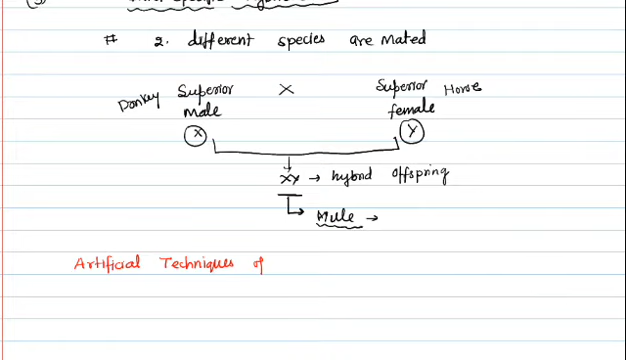 # 2. different species are Mated
Donkey Superior male X Superior female Horse
X Y
XY → hybrid Offspring
Mule →
Artificial Techniques of